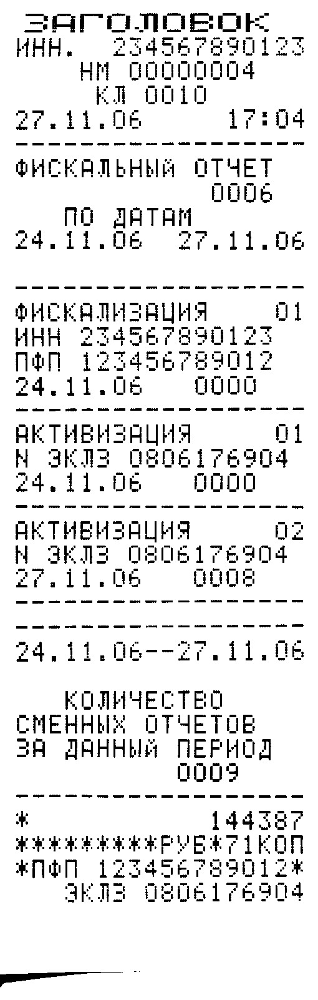 ЗАГОЛОВОК
ИНН. 234567890123
НМ 00000004
КЛ 0010
27.11.06 17:04
------------------
ФИСКАЛЬНЫЙ ОТЧЕТ
0006
ПО ДАТАМ
24.11.06 27.11.06
------------------
ФИСКАЛИЗАЦИЯ 01
ИНН 234567890123
ПФП 123456789012
24.11.06 0000
------------------
АКТИВИЗАЦИЯ 01
N ЭКЛЗ 0806176904
24.11.06 0000
------------------
АКТИВИЗАЦИЯ 02
N ЭКЛЗ 0806176904
27.11.06 0008
------------------
------------------
24.11.06--27.11.06
КОЛИЧЕСТВО
СМЕННЫХ ОТЧЕТОВ
ЗА ДАННЫЙ ПЕРИОД
0009
------------------
* 144387
*********РУБ*71КОП
*ПФП 123456789012*
ЭКЛЗ 0806176904